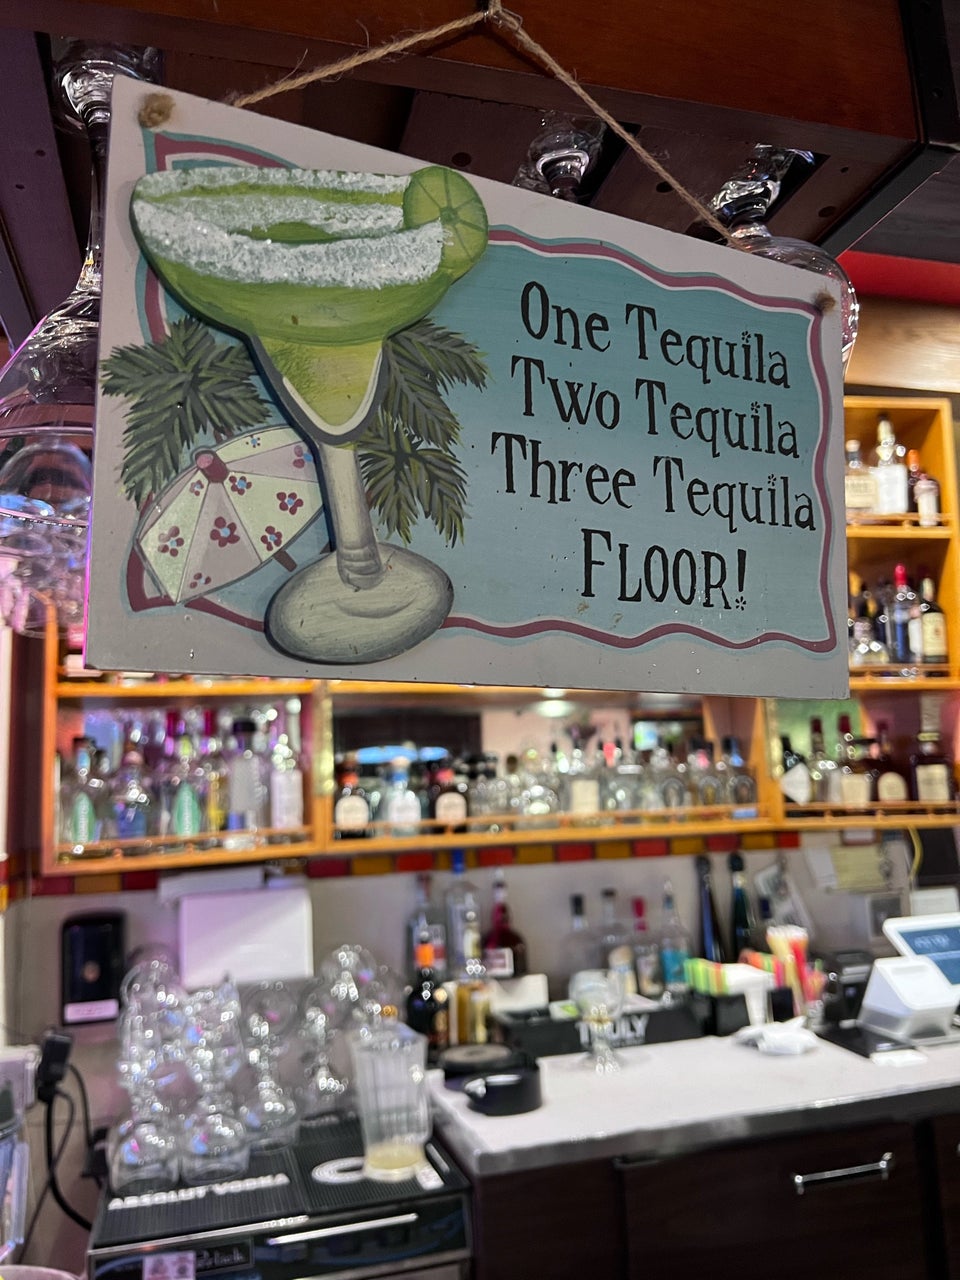 One Tequila
Two Tequila
Three Tequila
FLOOR!
TRULY
ABSOLUT VODKA